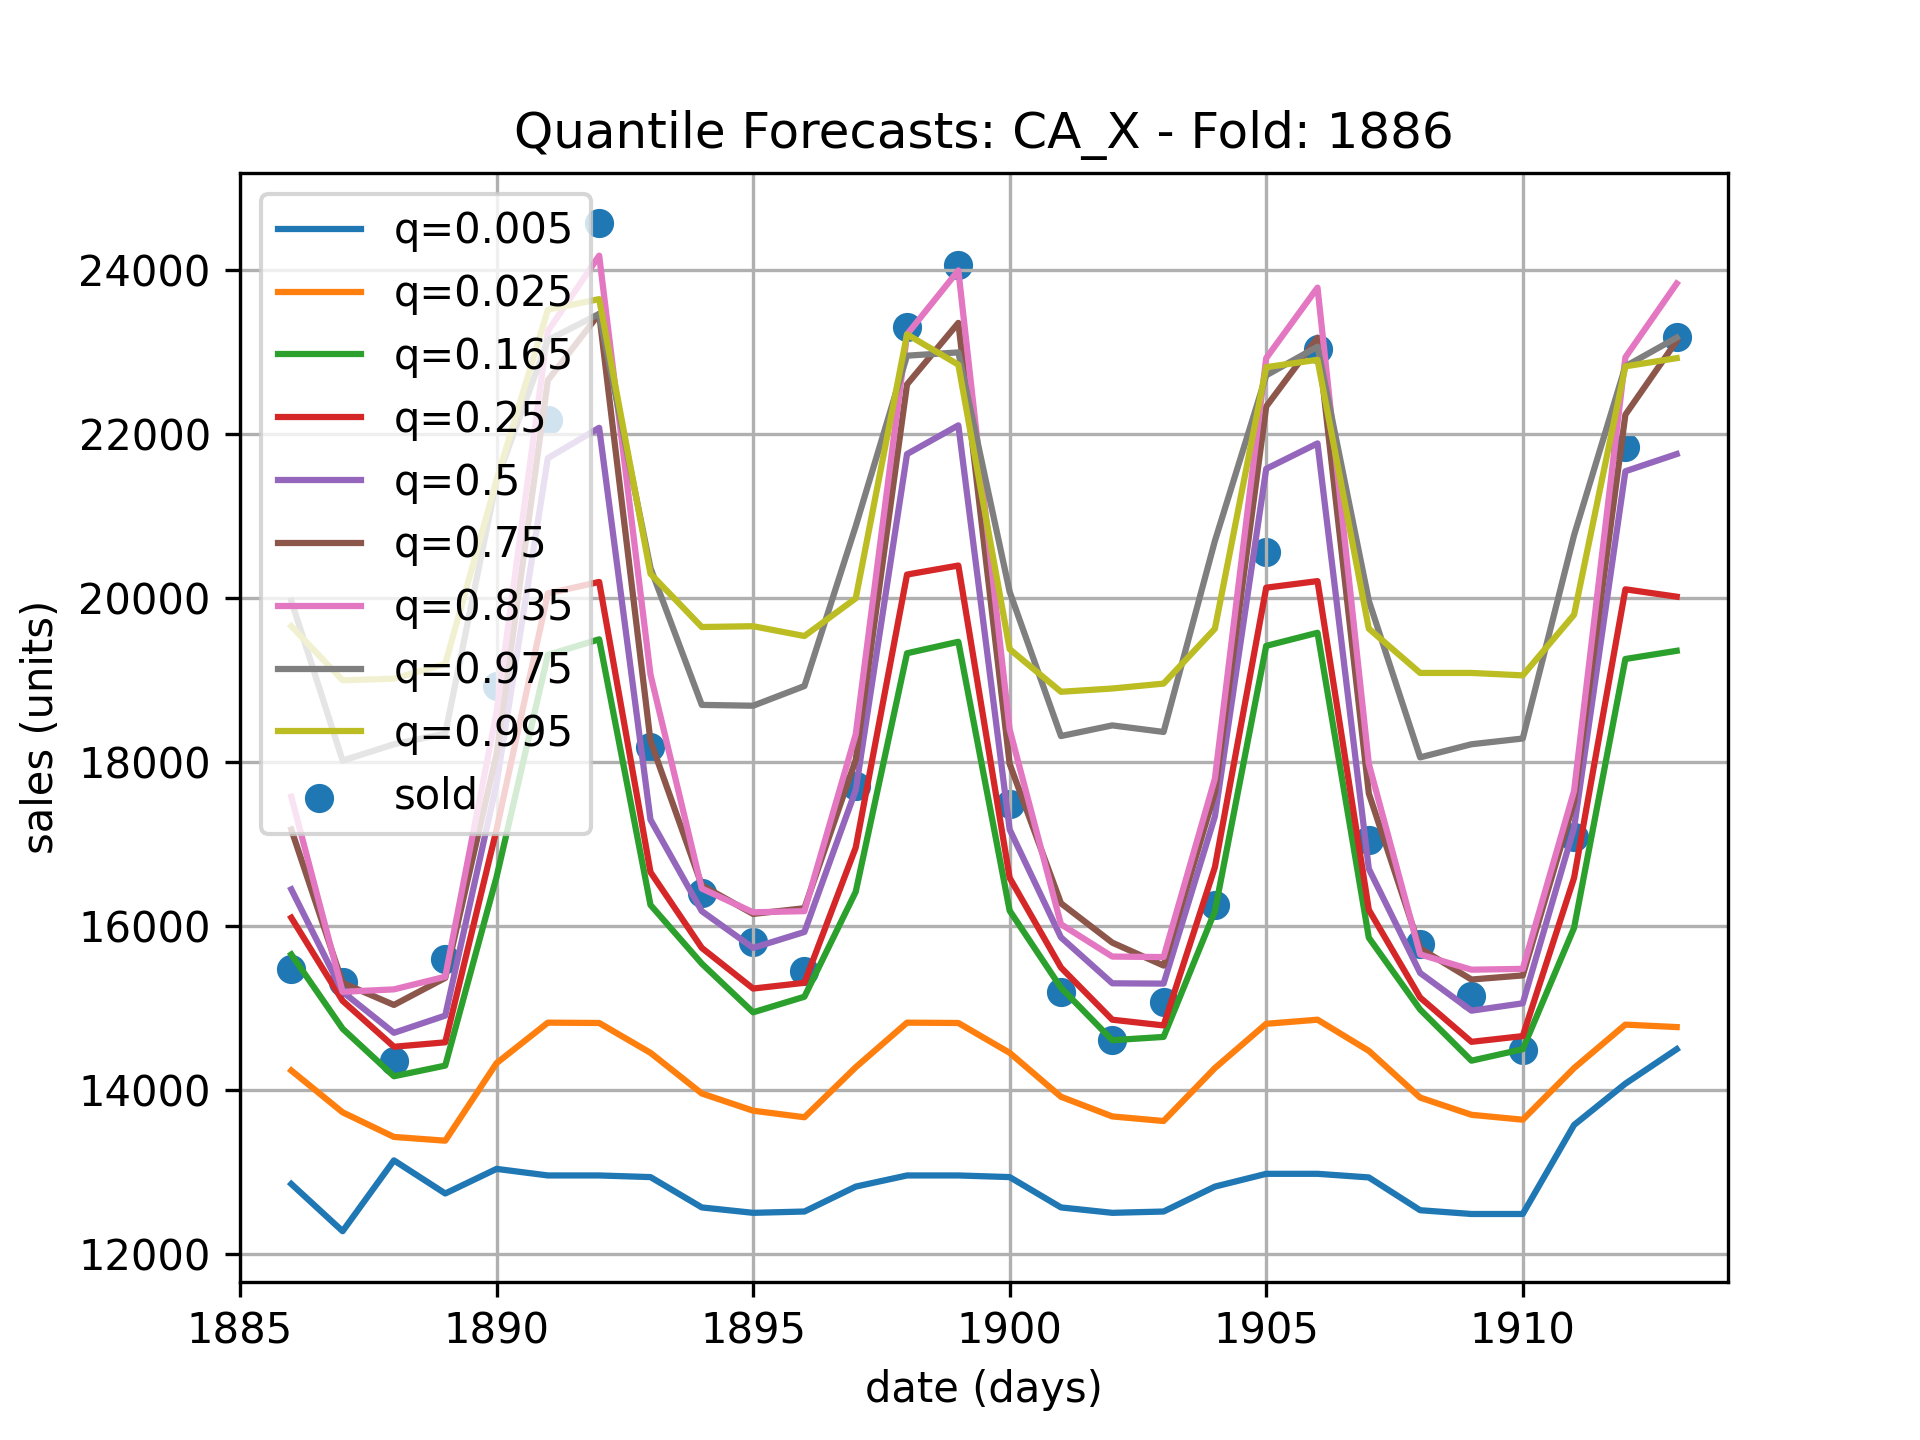 Quantile Forecasts: CA_X - Fold: 1886
q=0.005
q=0.025
q=0.165
q=0.25
q=0.5
q=0.75
q=0.835
q=0.975
q=0.995
sold
24000
22000
20000
18000
16000
14000
12000
sales (units)
1885 1890 1895 1900 1905 1910
date (days)